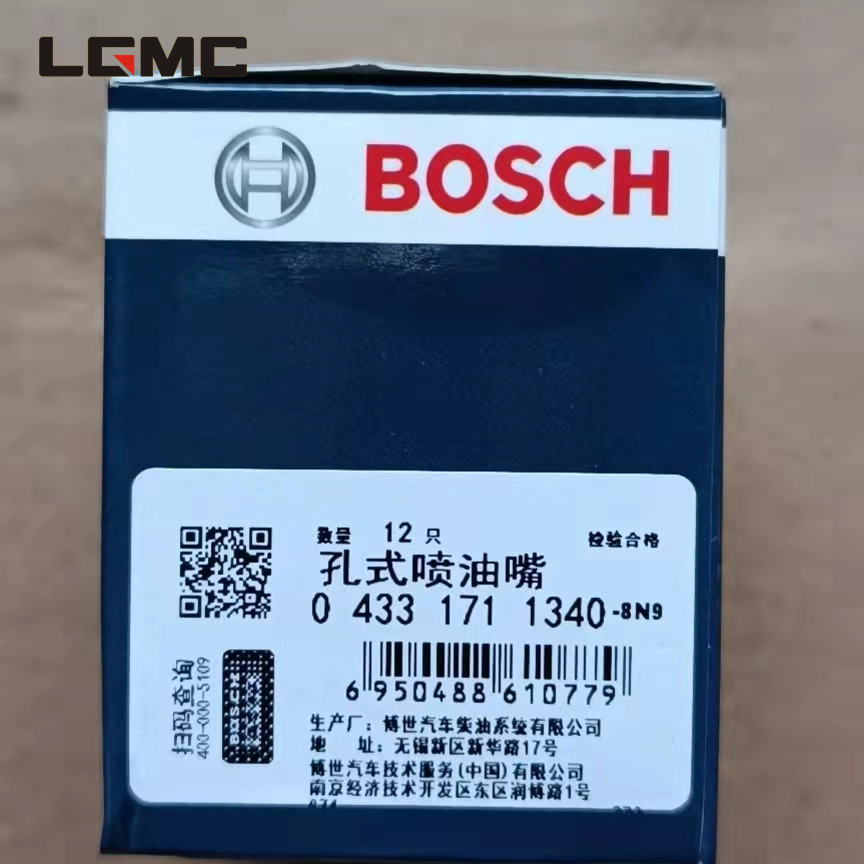 LGMC
BOSCH
数量 12 只
检验合格
孔式喷油嘴
0 433 171 1340-8N9
6 950488 610779
扫码查询
400-000-5109
BOSCH
生产厂：博世汽车柴油系统有限公司
地 址：无锡新区新华路17号
博世汽车技术服务(中国)有限公司
南京经济技术开发区东区润博路1号